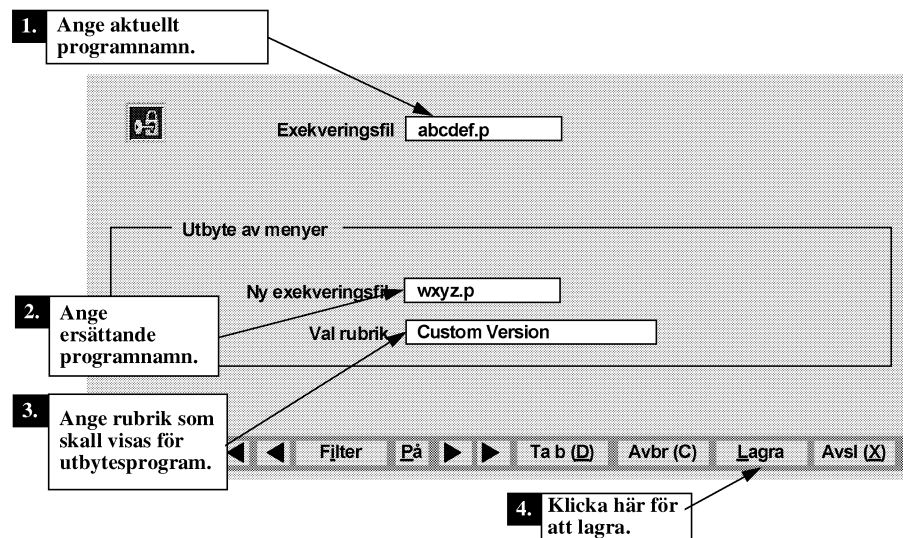 1. Ange aktuellt
programnamn.
Exekveringsfil abcdef.p
Utbyte av menyer
Ny exekveringsfil wxyz.p
2. Ange
ersättande
programnamn.
Val rubrik Custom Version
3. Ange rubrik som
skall visas för
utbytesprogram.
Filter På Ta b (D) Avbr (C) Lagra Avsl (X)
4. Klicka här för
att lagra.